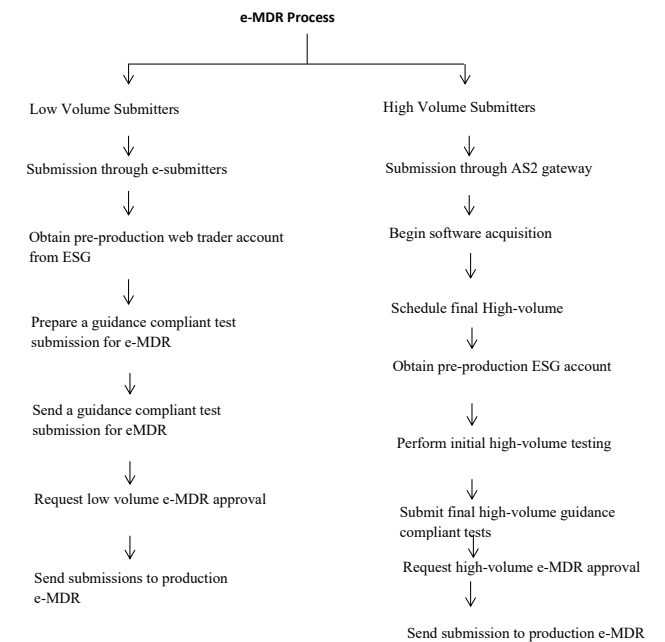 e-MDR Process
Low Volume Submitters
Submission through e-submitters
Obtain pre-production web trader account
from ESG
Prepare a guidance compliant test
submission for e-MDR
Send a guidance compliant test
submission for eMDR
Request low volume e-MDR approval
Send submissions to production
e-MDR
High Volume Submitters
Submission through AS2 gateway
Begin software acquisition
Schedule final High-volume
Obtain pre-production ESG account
Perform initial high-volume testing
Submit final high-volume guidance
compliant tests
Request high-volume e-MDR approval
Send submission to production e-MDR